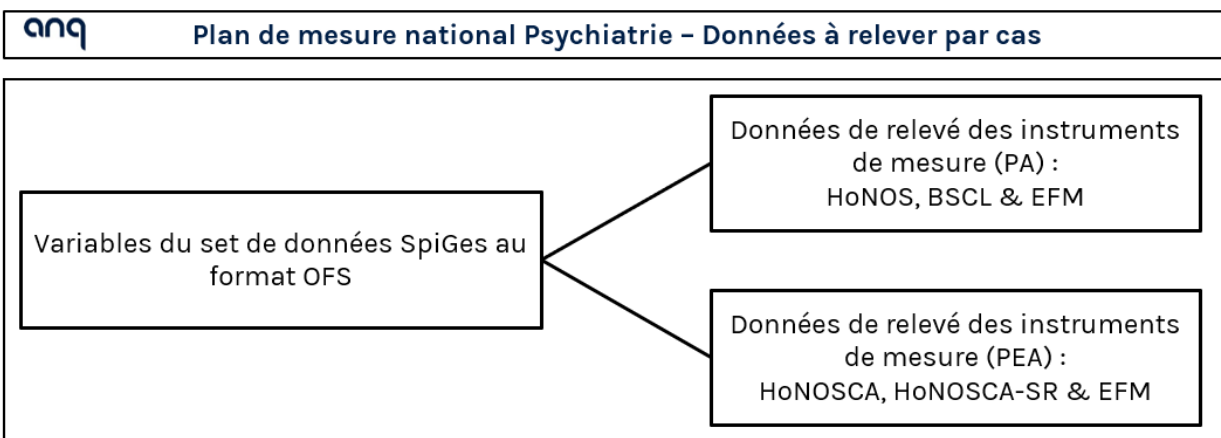 anq
Plan de mesure national Psychiatrie – Données à relever par cas
Variables du set de données SpiGes au
format OFS
Données de relevé des instruments
de mesure (PA) :
HoNOS, BSCL & EFM
Données de relevé des instruments
de mesure (PEA) :
HoNOSCA, HoNOSCA-SR & EFM